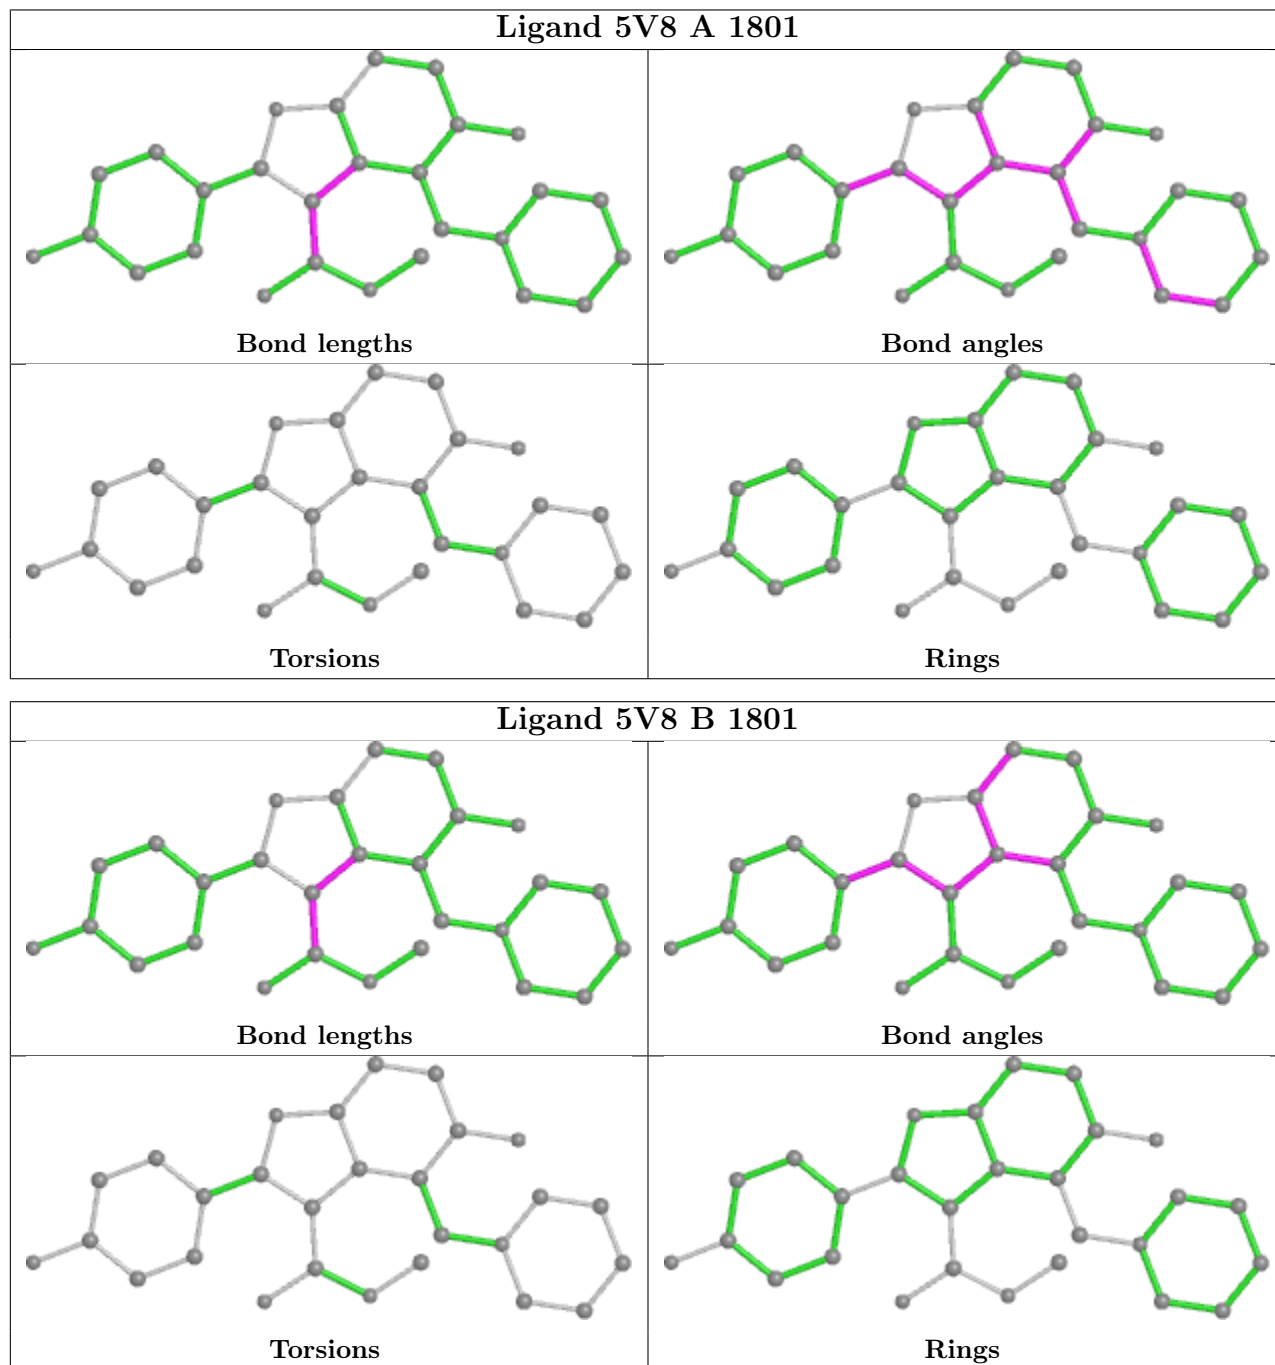 Ligand 5V8 A 1801
Bond lengths
Bond angles
Torsions
Rings
Ligand 5V8 B 1801
Bond lengths
Bond angles
Torsions
Rings